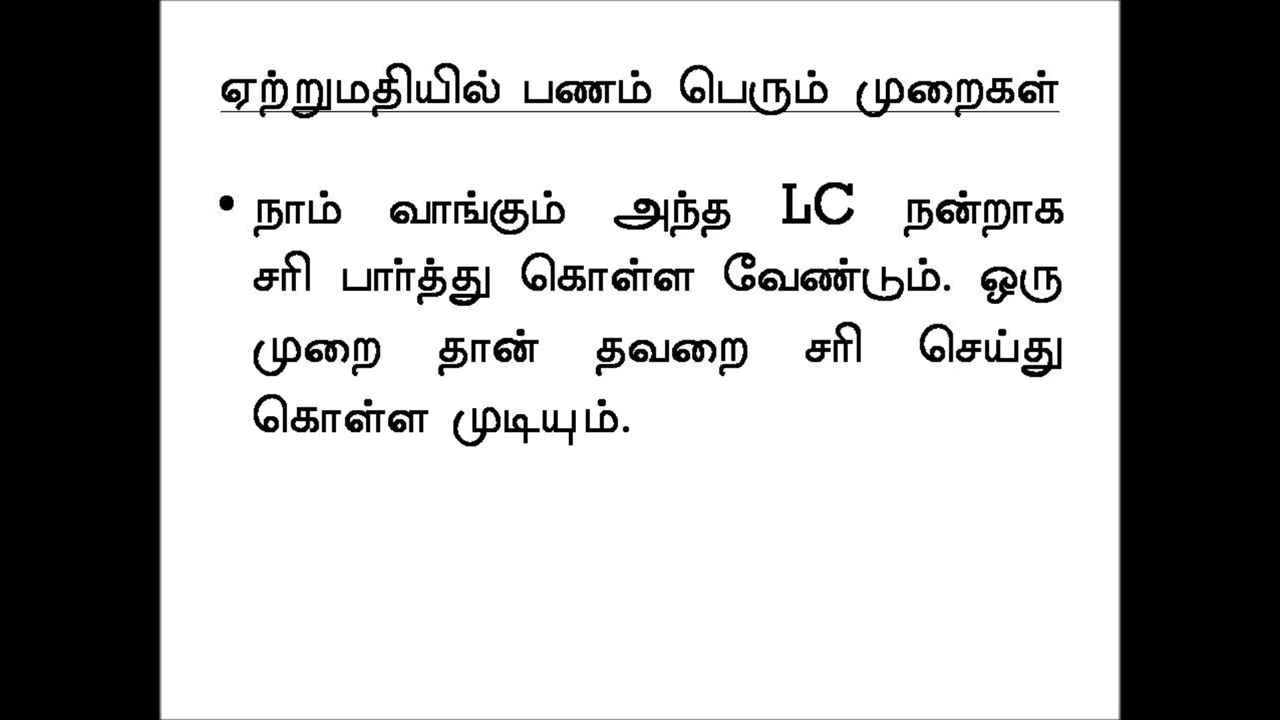 ஏற்றுமதியில் பணம் பெரும் முறைகள்
• நாம் வாங்கும் அந்த LC நன்றாக
சரி பார்த்து கொள்ள வேண்டும். ஒரு
முறை தான் தவறை சரி செய்து
கொள்ள முடியும்.